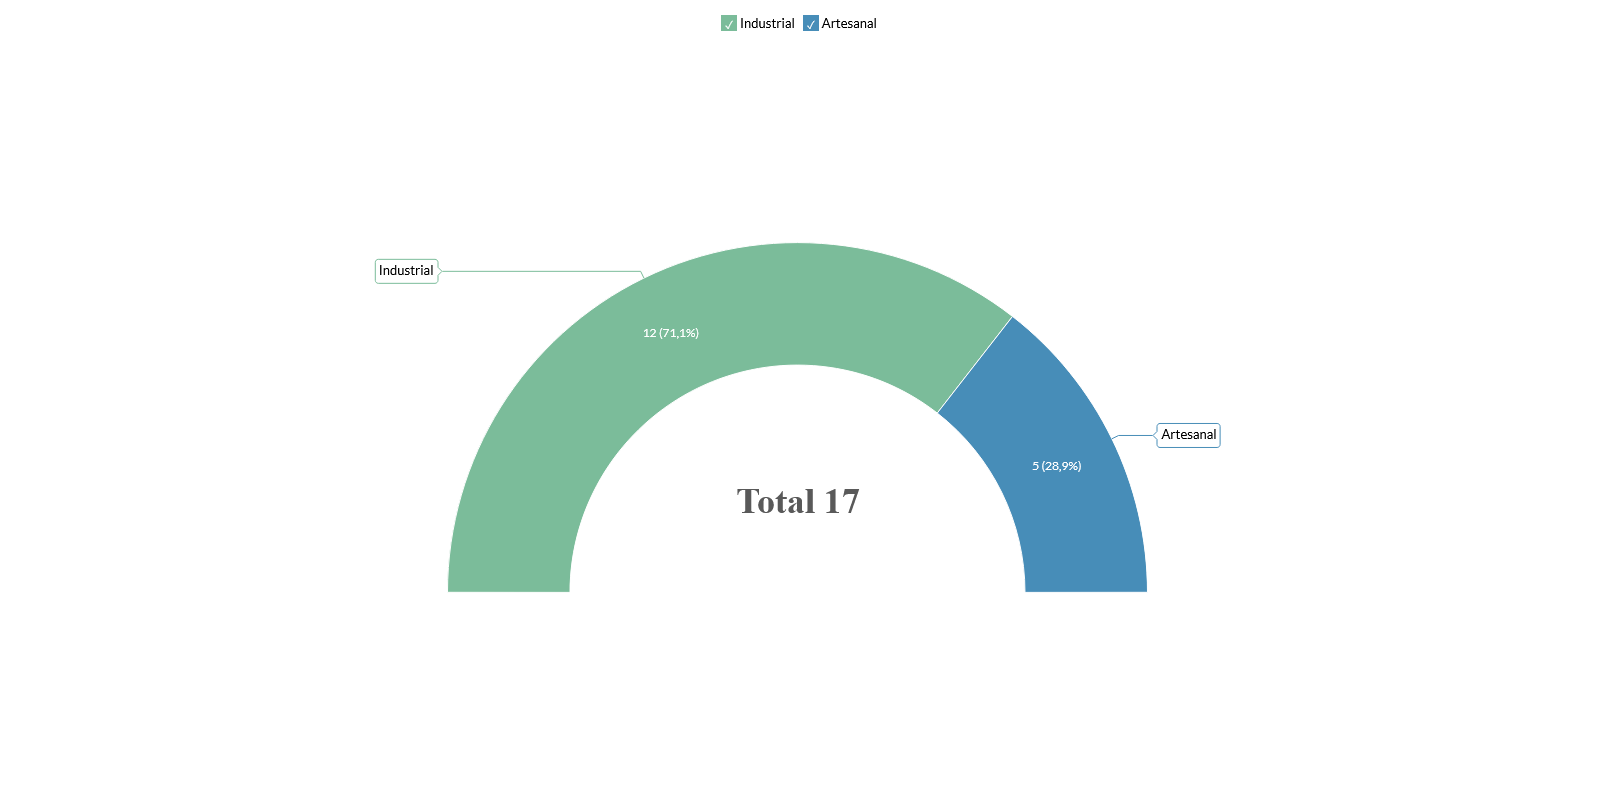 Industrial Artesanal
Industrial
12 (71,1%)
Artesanal
5 (28,9%)
Total 17